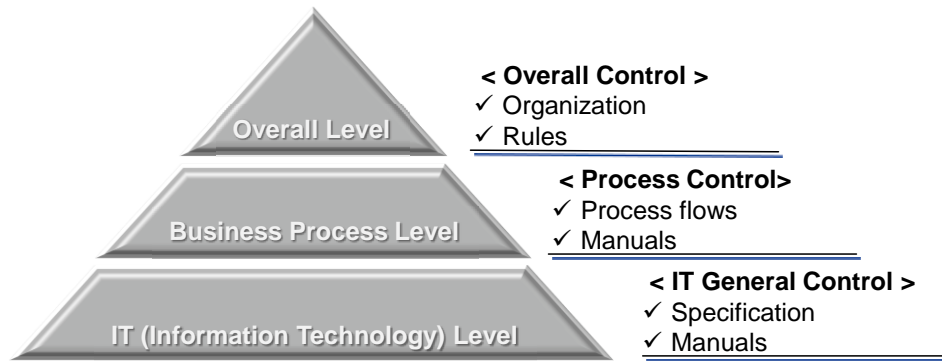 < Overall Control >
✓ Organization
Overall Level
✓ Rules
< Process Control>
✓ Process flows
Business Process Level
✓ Manuals
< IT General Control >
✓ Specification
IT (Information Technology) Level
✓ Manuals